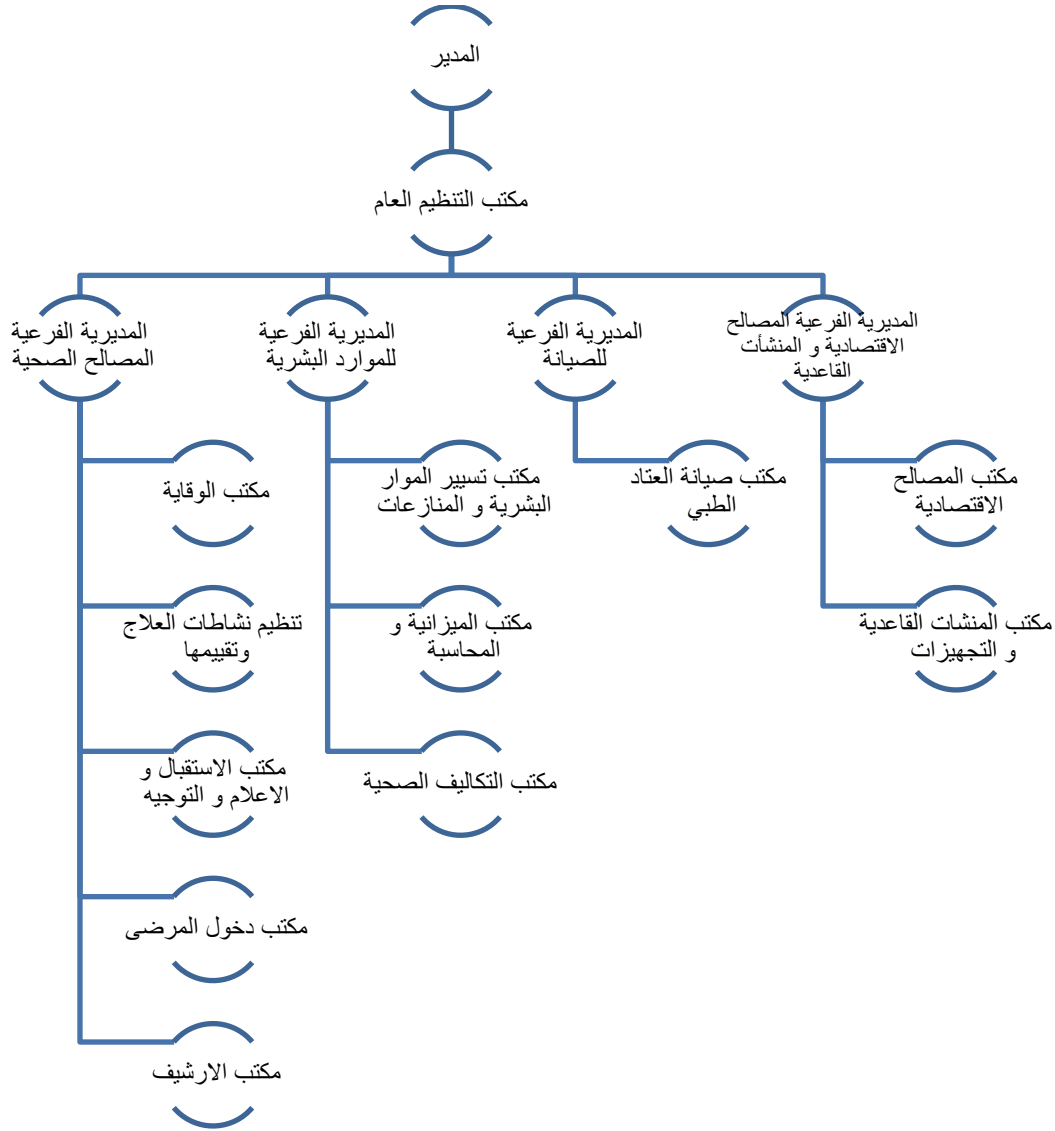 المدير
مكتب التنظيم العام
المديرية الفرعية المصالح
الاقتصادية و المنشأت
القاعدية
المديرية الفرعية
للصيانة
المديرية الفرعية
للموارد البشرية
المديرية الفرعية
المصالح الصحية
مكتب المصالح
الاقتصادية
مكتب المنشات القاعدية
و التجهيزات
مكتب صيانة العتاد
الطبي
مكتب تسيير الموار
البشرية و المنازعات
مكتب الميزانية و
المحاسبة
مكتب التكاليف الصحية
مكتب الوقاية
تنظيم نشاطات العلاج
وتقييمها
مكتب الاستقبال و
الاعلام و التوجيه
مكتب دخول المرضى
مكتب الارشيف